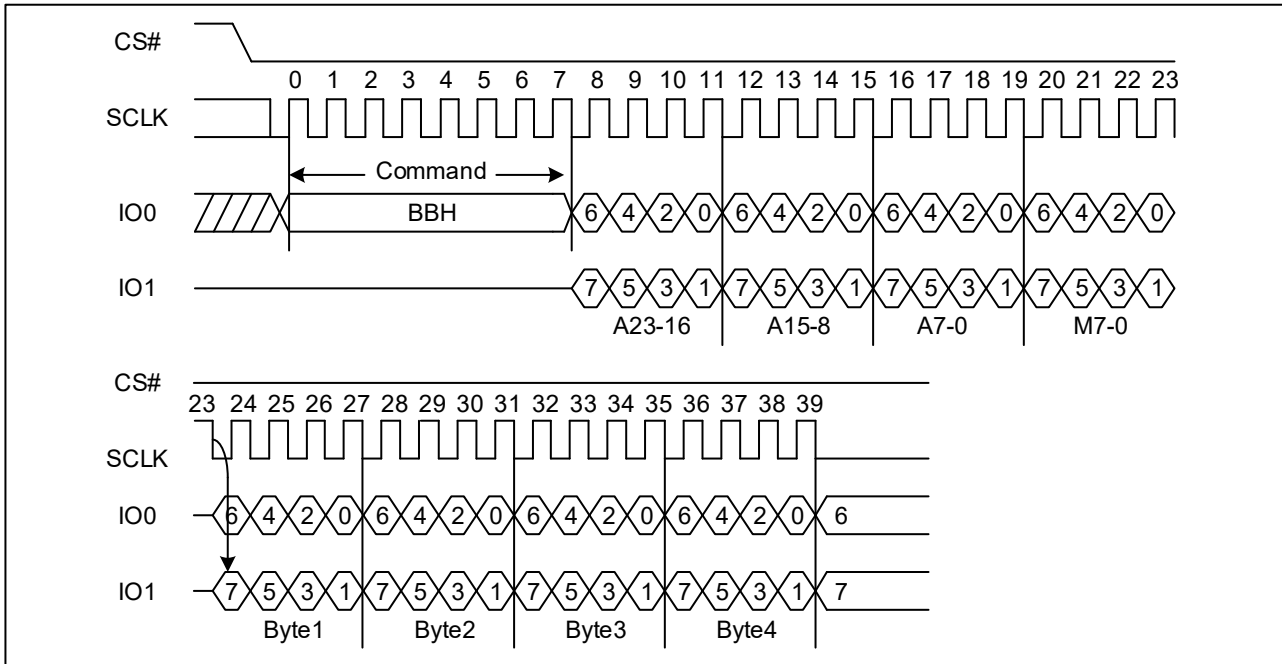 CS#
0 1 2 3 4 5 6 7 8 9 10 11 12 13 14 15 16 17 18 19 20 21 22 23
SCLK
Command
IO0 BBH 6 4 2 0 6 4 2 0 6 4 2 0 6 4 2 0
IO1 7 5 3 1 7 5 3 1 7 5 3 1 7 5 3 1
A23-16 A15-8 A7-0 M7-0
CS#
23 24 25 26 27 28 29 30 31 32 33 34 35 36 37 38 39
SCLK
IO0 6 4 2 0 6 4 2 0 6 4 2 0 6 4 2 0 6
IO1 7 5 3 1 7 5 3 1 7 5 3 1 7 5 3 1 7
Byte1 Byte2 Byte3 Byte4